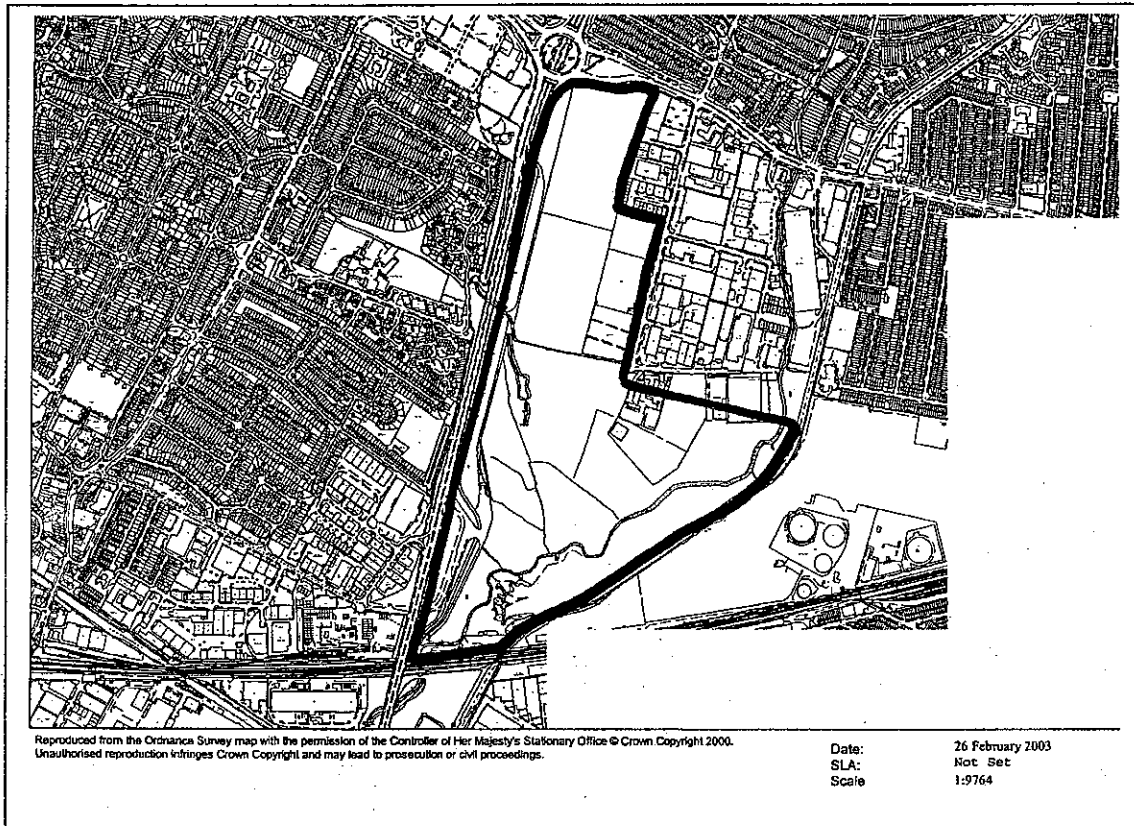 Reproduced from the Ordnance Survey map with the permission of the Controller of Her Majesty's Stationary Office © Crown Copyright 2000.
Unauthorised reproduction infringes Crown Copyright and may lead to prosecution or civil proceedings.
Date: 26 February 2003
SLA: Not Set
Scale 1:9764